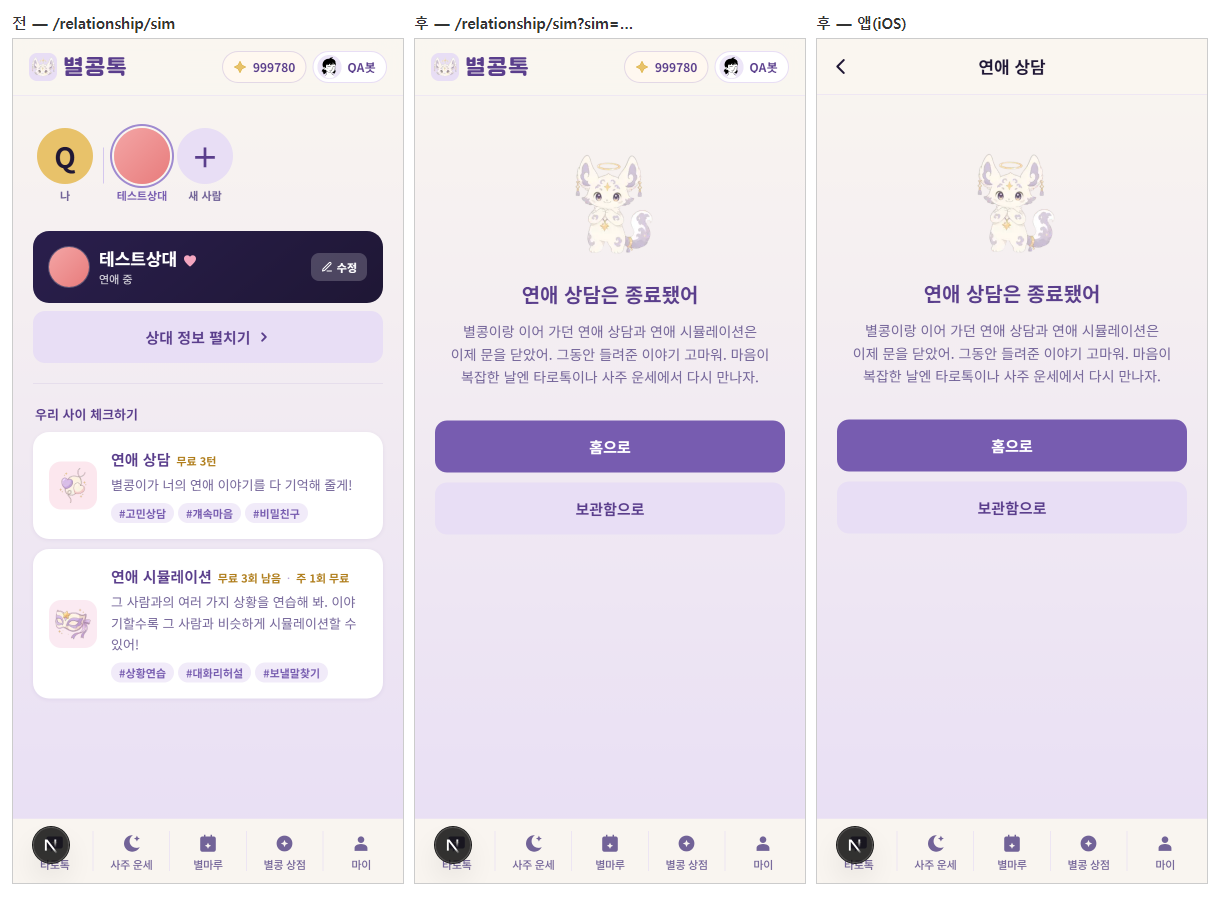 전 — /relationship/sim
별콩톡
999780
QA봇
Q
나
테스트상대
새 사람
테스트상대
연애 중
수정
상대 정보 펼치기
우리 사이 체크하기
연애 상담 무료 3턴
별콩이가 너의 연애 이야기를 다 기억해 줄게!
#고민상담 #걔속마음 #비밀친구
연애 시뮬레이션 무료 3회 남음 · 주 1회 무료
그 사람과의 여러 가지 상황을 연습해 봐. 이야
기할수록 그 사람과 비슷하게 시뮬레이션할 수
있어!
#상황연습 #대화리허설 #보낼말찾기
N
타로톡 사주 운세 별마루 별콩 상점 마이
후 — /relationship/sim?sim=...
별콩톡
999780
QA봇
연애 상담은 종료됐어
별콩이랑 이어 가던 연애 상담과 연애 시뮬레이션은
이제 문을 닫았어. 그동안 들려준 이야기 고마워. 마음이
복잡한 날엔 타로톡이나 사주 운세에서 다시 만나자.
홈으로
보관함으로
N
타로톡 사주 운세 별마루 별콩 상점 마이
후 — 앱(iOS)
연애 상담
연애 상담은 종료됐어
별콩이랑 이어 가던 연애 상담과 연애 시뮬레이션은
이제 문을 닫았어. 그동안 들려준 이야기 고마워. 마음이
복잡한 날엔 타로톡이나 사주 운세에서 다시 만나자.
홈으로
보관함으로
N
타로톡 사주 운세 별마루 별콩 상점 마이